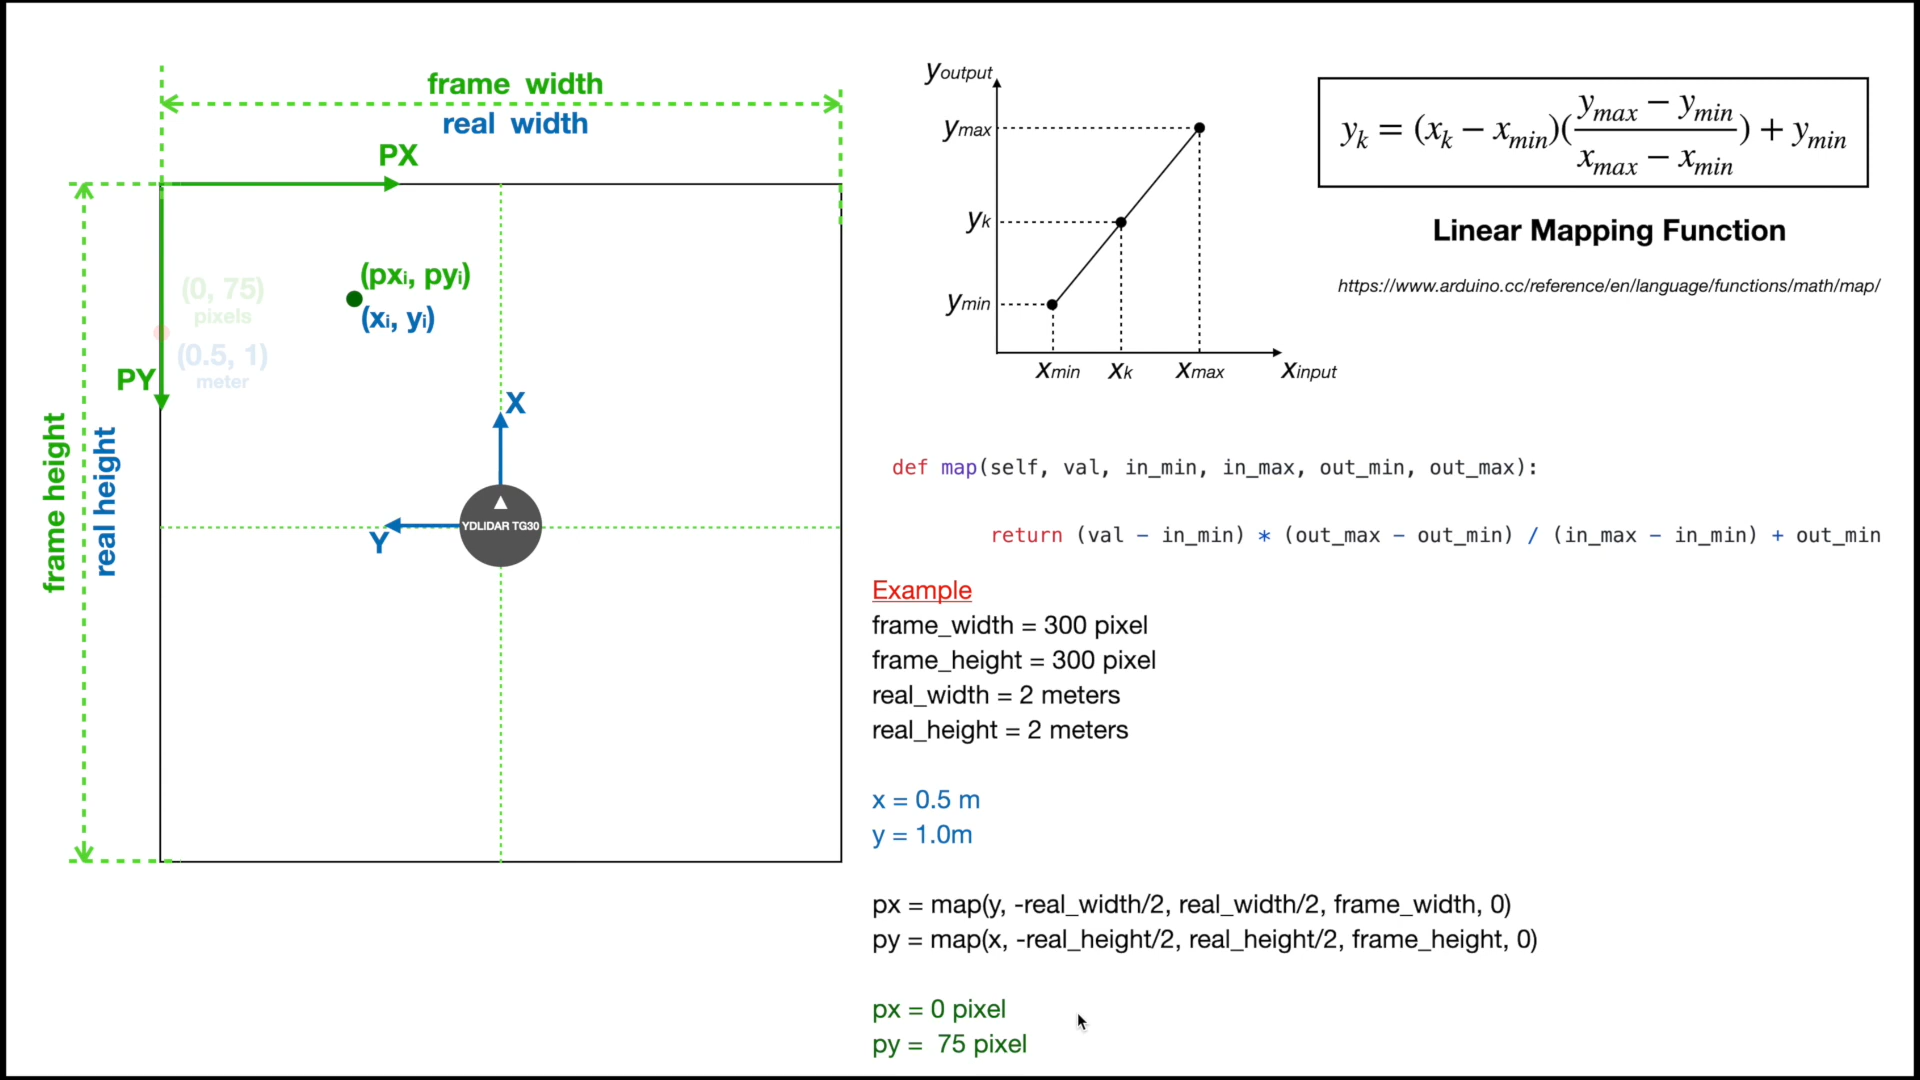 frame width
real width
PX
(pxi, pyi)
(xi, yi)
(0, 75)
pixels
(0.5, 1)
meter
PY
frame height
real height
X
YDLIDAR TG30
Y
youtput
ymax
yk
ymin
xmin
xk
xmax
xinput
yk = (xk − xmin)(ymax − ymin / xmax − xmin) + ymin
Linear Mapping Function
https://www.arduino.cc/reference/en/language/functions/math/map/
def map(self, val, in_min, in_max, out_min, out_max):
return (val - in_min) * (out_max - out_min) / (in_max - in_min) + out_min
Example
frame_width = 300 pixel
frame_height = 300 pixel
real_width = 2 meters
real_height = 2 meters
x = 0.5 m
y = 1.0m
px = map(y, -real_width/2, real_width/2, frame_width, 0)
py = map(x, -real_height/2, real_height/2, frame_height, 0)
px = 0 pixel
py = 75 pixel